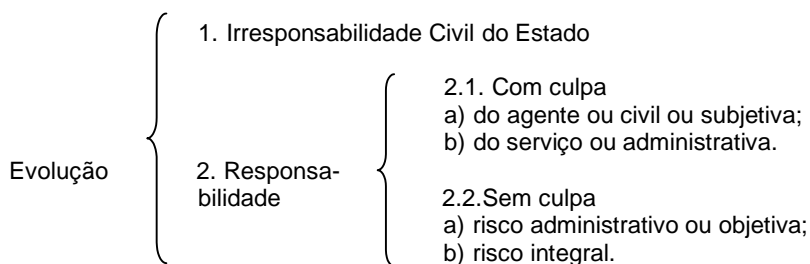 1. Irresponsabilidade Civil do Estado
Evolução
2. Responsa-
bilidade
2.1. Com culpa
a) do agente ou civil ou subjetiva;
b) do serviço ou administrativa.
2.2.Sem culpa
a) risco administrativo ou objetiva;
b) risco integral.